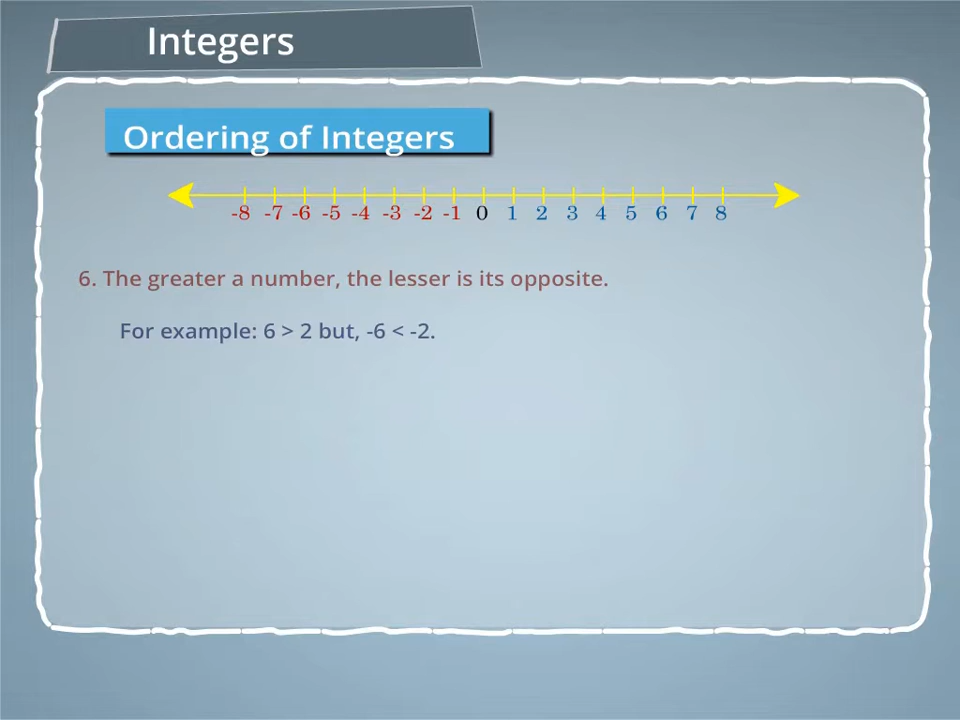 Integers
Ordering of Integers
-8 -7 -6 -5 -4 -3 -2 -1 0 1 2 3 4 5 6 7 8
6. The greater a number, the lesser is its opposite.
For example: 6 > 2 but, -6 < -2.